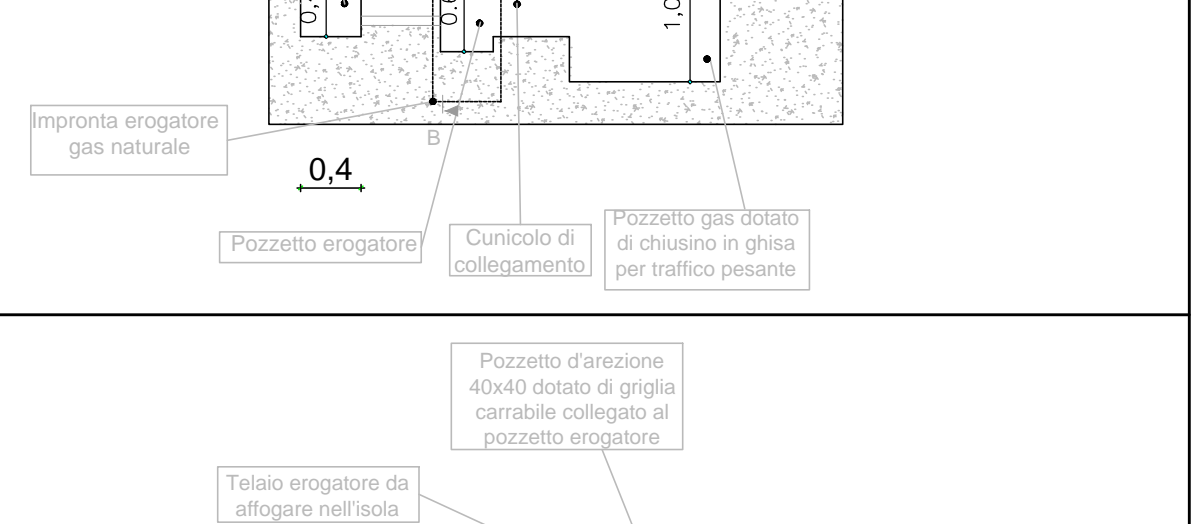 Impronta erogatore
gas naturale
B
0,4
Pozzetto erogatore
Cunicolo di
collegamento
Pozzetto gas dotato
di chiusino in ghisa
per traffico pesante
Pozzetto d'arezione
40x40 dotato di griglia
carrabile collegato al
pozzetto erogatore
Telaio erogatore da
affogare nell'isola